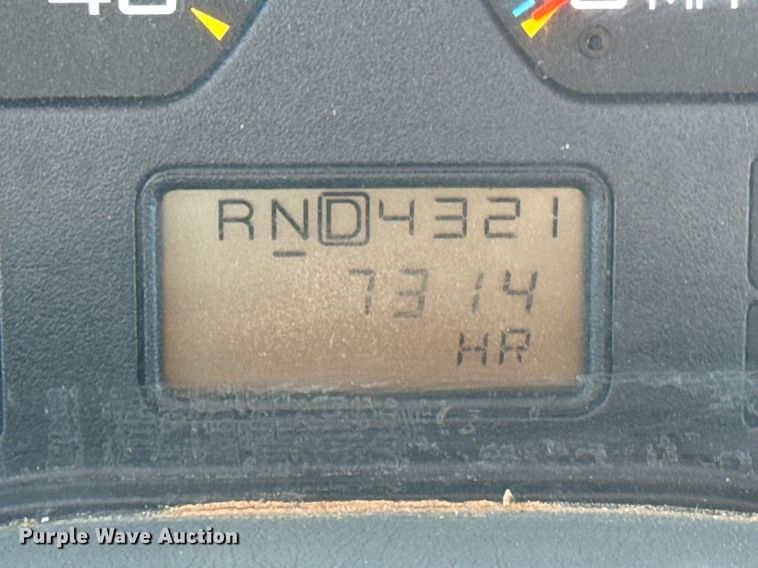 RND4321
7314
HR
Purple Wave Auction